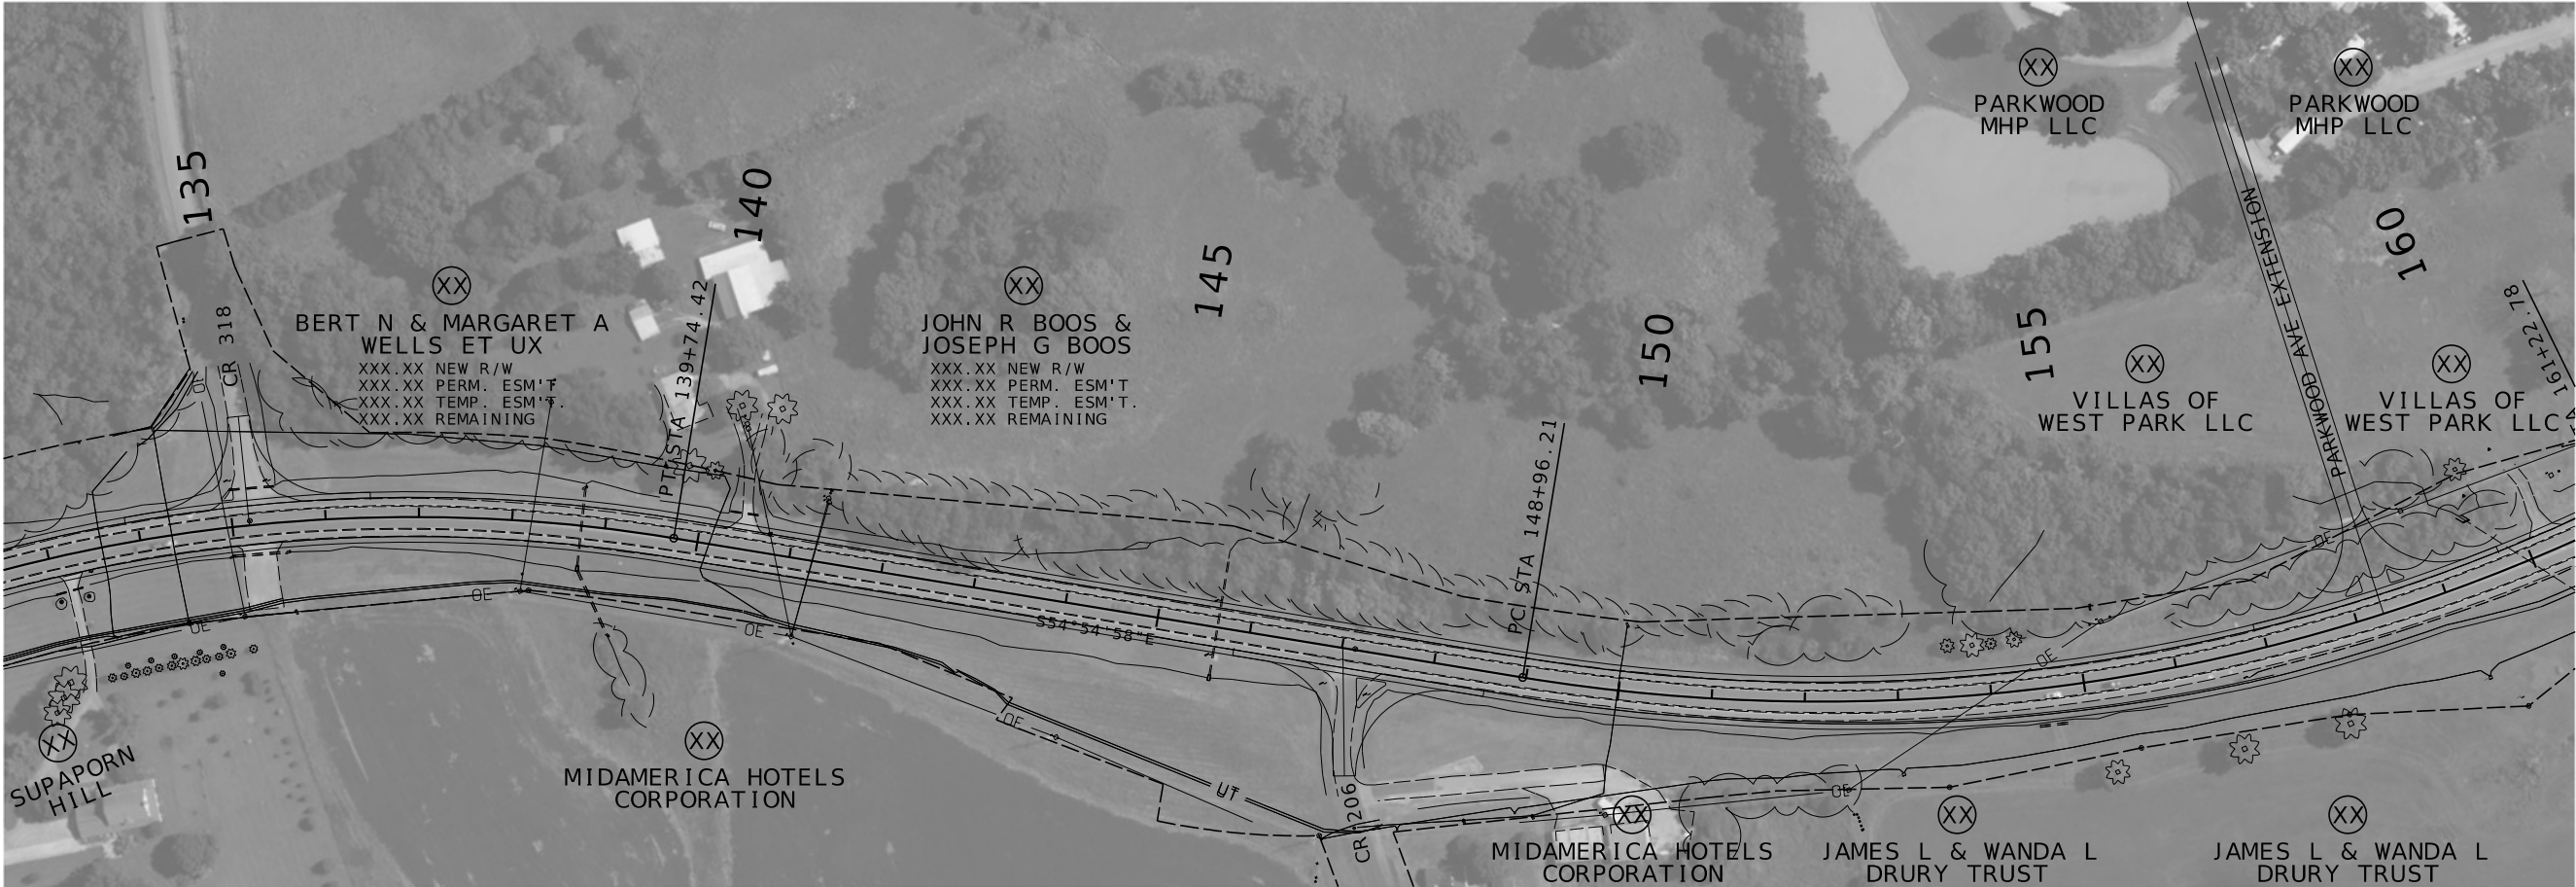 XX
PARKWOOD
MHP LLC
XX
PARKWOOD
MHP LLC
135
140
145
150
155
160
CR 318
XX
BERT N & MARGARET A
WELLS ET UX
XXX.XX NEW R/W
XXX.XX PERM. ESM'T
XXX.XX TEMP. ESM'T.
XXX.XX REMAINING
PT STA 139+74.42
XX
JOHN R BOOS &
JOSEPH G BOOS
XXX.XX NEW R/W
XXX.XX PERM. ESM'T
XXX.XX TEMP. ESM'T.
XXX.XX REMAINING
PC STA 148+96.21
PARKWOOD AVE EXTENSTION
PARKWOOD AVE EXTENSION
161+22.78
XX
VILLAS OF
WEST PARK LLC
XX
VILLAS OF
WEST PARK LLC
OE
OE
OE
OE
S54°54'58"E
OE
OE
OE
OE
UT
CR 206
XX
SUPAPORN
HILL
XX
MIDAMERICA HOTELS
CORPORATION
XX
MIDAMERICA HOTELS
CORPORATION
XX
JAMES L & WANDA L
DRURY TRUST
XX
JAMES L & WANDA L
DRURY TRUST